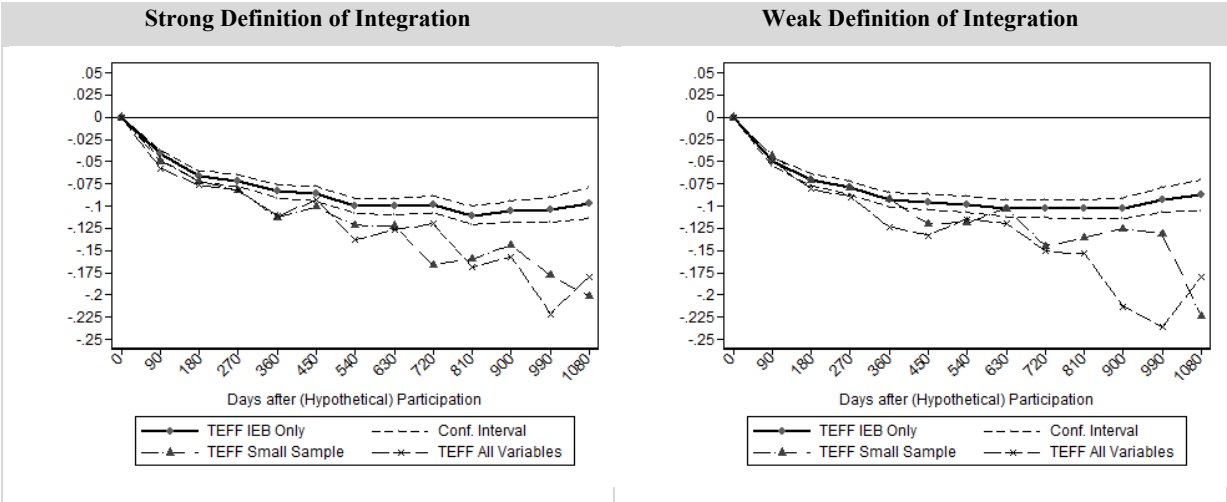 Strong Definition of Integration
Weak Definition of Integration
.05
.025
0
-.025
-.05
-.075
-.1
-.125
-.15
-.175
-.2
-.225
-.25
0 90 180 270 360 450 540 630 720 810 900 990 1080
Days after (Hypothetical) Participation
TEFF IEB Only Conf. Interval
TEFF Small Sample TEFF All Variables
.05
.025
0
-.025
-.05
-.075
-.1
-.125
-.15
-.175
-.2
-.225
-.25
0 90 180 270 360 450 540 630 720 810 900 990 1080
Days after (Hypothetical) Participation
TEFF IEB Only Conf. Interval
TEFF Small Sample TEFF All Variables